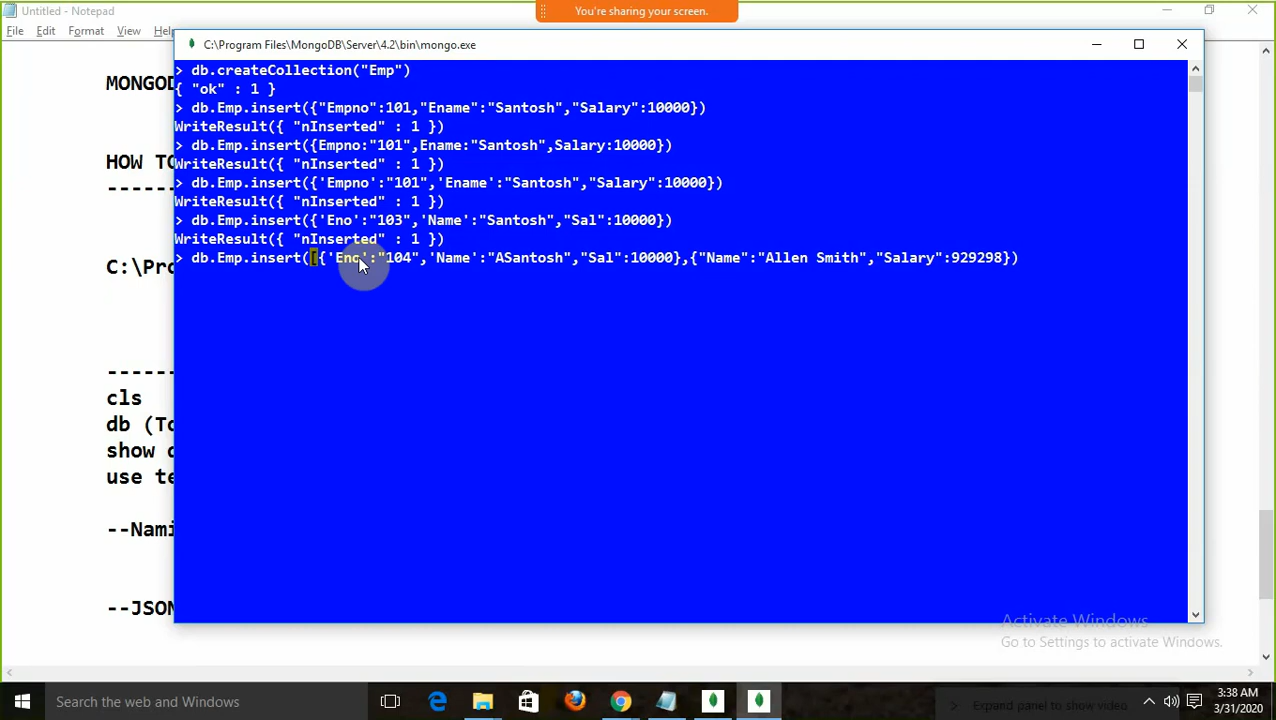 Untitled - Notepad
You're sharing your screen.
File Edit Format View Help
C:\Program Files\MongoDB\Server\4.2\bin\mongo.exe
> db.createCollection("Emp")
{ "ok" : 1 }
> db.Emp.insert({"Empno":101,"Ename":"Santosh","Salary":10000})
WriteResult({ "nInserted" : 1 })
> db.Emp.insert({Empno:"101",Ename:"Santosh",Salary:10000})
WriteResult({ "nInserted" : 1 })
> db.Emp.insert({'Empno':"101",'Ename':"Santosh","Salary":10000})
WriteResult({ "nInserted" : 1 })
> db.Emp.insert({'Eno':"103",'Name':"Santosh","Sal":10000})
WriteResult({ "nInserted" : 1 })
> db.Emp.insert([{'Eno':"104",'Name':"ASantosh","Sal":10000},{"Name":"Allen Smith","Salary":929298})
MONGOD
HOW TO
------
C:\Pro
------
cls
db (To
show d
use te
--Nami
--JSON
Activate Windows
Go to Settings to activate Windows.
Search the web and Windows
Expand panel to show video
3:38 AM
3/31/2020